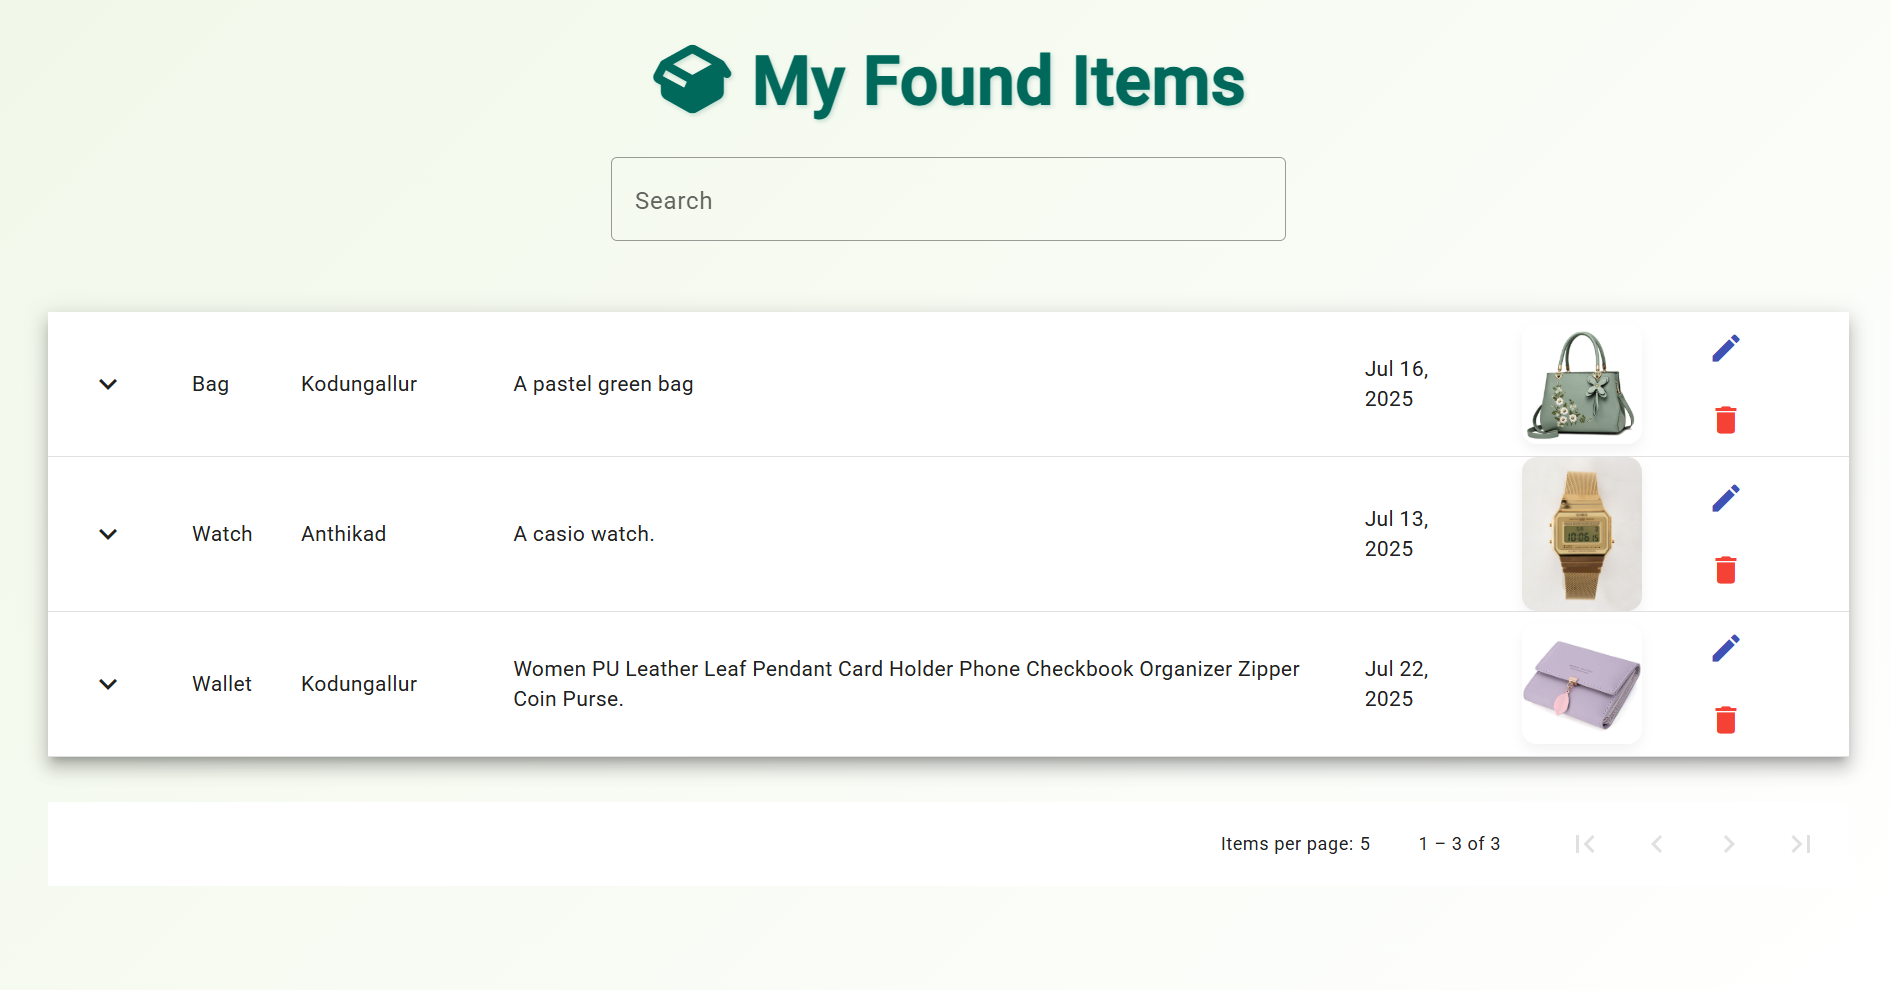 My Found Items
Search
Bag
Kodungallur
A pastel green bag
Jul 16,
2025
Watch
Anthikad
A casio watch.
Jul 13,
2025
10:06
Wallet
Kodungallur
Women PU Leather Leaf Pendant Card Holder Phone Checkbook Organizer Zipper
Coin Purse.
Jul 22,
2025
Items per page: 5
1 – 3 of 3